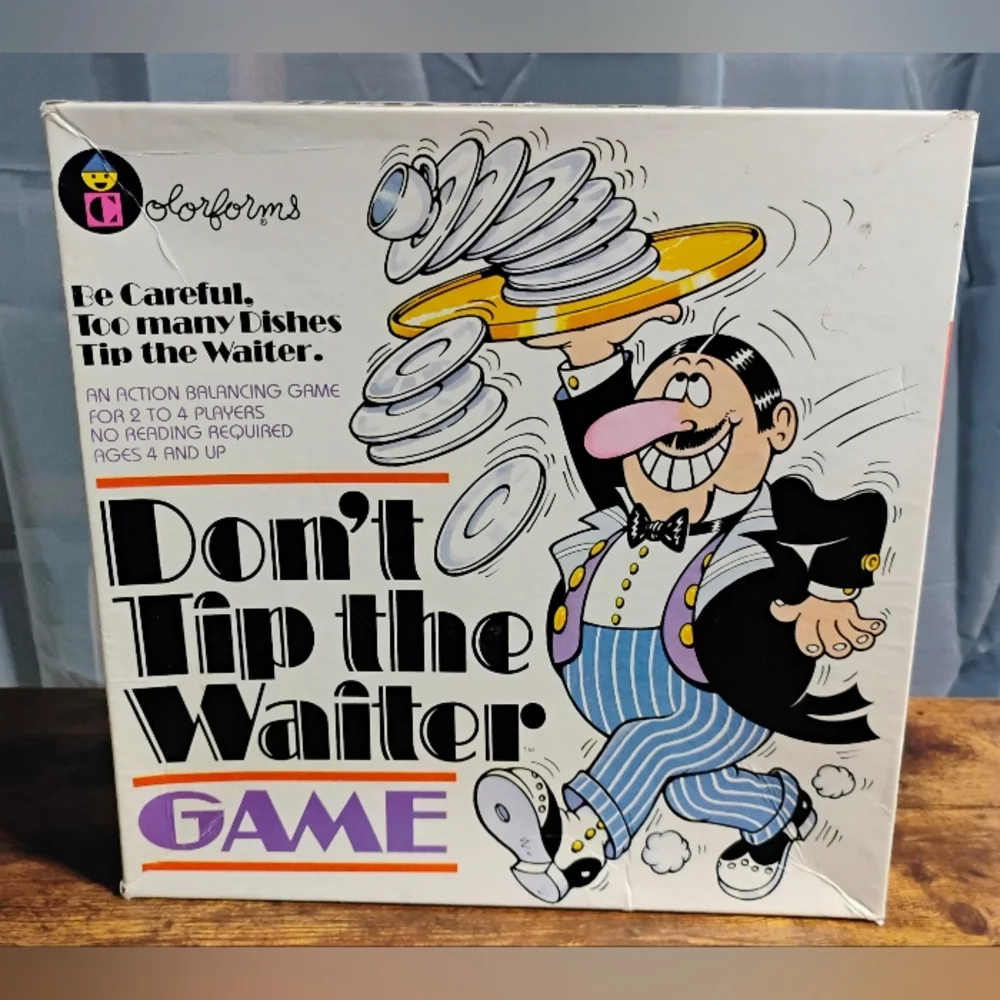 Colorforms®
Be Careful,
Too many Dishes
Tip the Waiter.
AN ACTION BALANCING GAME
FOR 2 TO 4 PLAYERS
NO READING REQUIRED
AGES 4 AND UP
Don't
Tip the
Waiter™
GAME